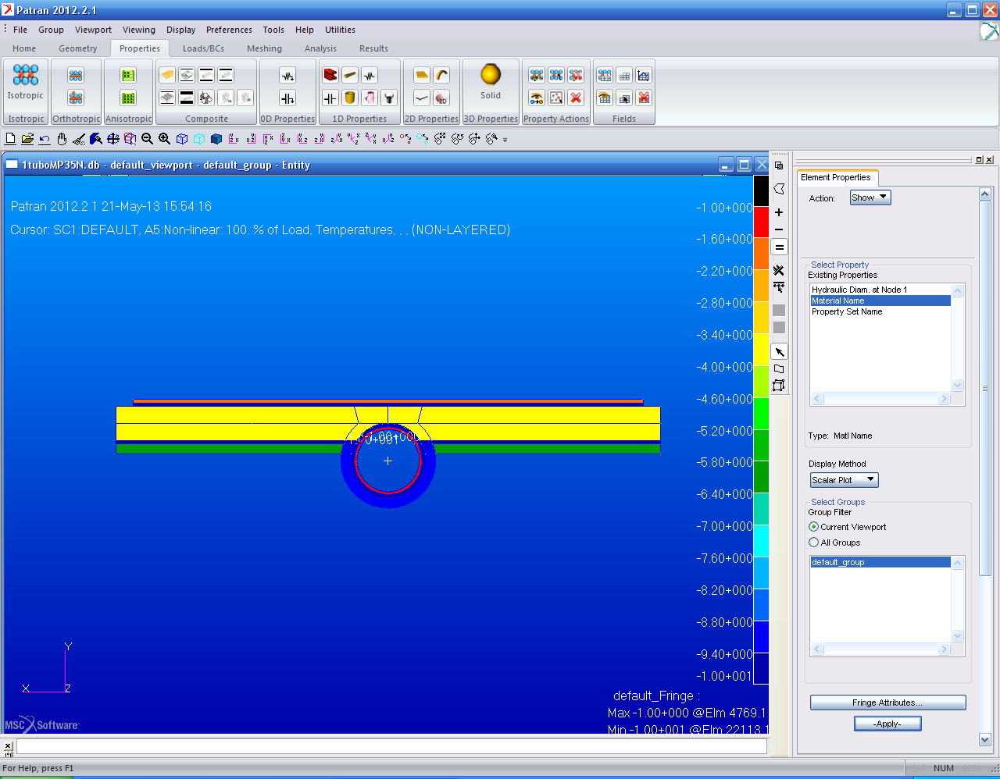 Patran 2012.2.1
File Group Viewport Viewing Display Preferences Tools Help Utilities
Home Geometry Properties Loads/BCs Meshing Analysis Results
Isotropic Solid
Isotropic Orthotropic Anisotropic Composite 0D Properties 1D Properties 2D Properties 3D Properties Property Actions Fields
1tuboMP35N.db - default_viewport - default_group - Entity
Patran 2012.2.1 21-May-13 15:54:16
Cursor: SC1:DEFAULT, A5:Non-linear: 100. % of Load, Temperatures, , , (NON-LAYERED)
-1.00+000
-1.60+000
-2.20+000
-2.80+000
-3.40+000
-4.00+000
-4.60+000
-5.20+000
-5.80+000
-6.40+000
-7.00+000
-7.60+000
-8.20+000
-8.80+000
-9.40+000
-1.00+001
default_Fringe :
Max -1.00+000 @Elm 4769.1
Min -1.00+001 @Elm 22113.1
Y
X
Z
MSC Software
Element Properties
Action: Show
Select Property
Existing Properties
Hydraulic Diam. at Node 1
Material Name
Property Set Name
Type: Matl Name
Display Method
Scalar Plot
Select Groups
Group Filter
Current Viewport
All Groups
default_group
Fringe Attributes...
-Apply-
For Help, press F1
NUM